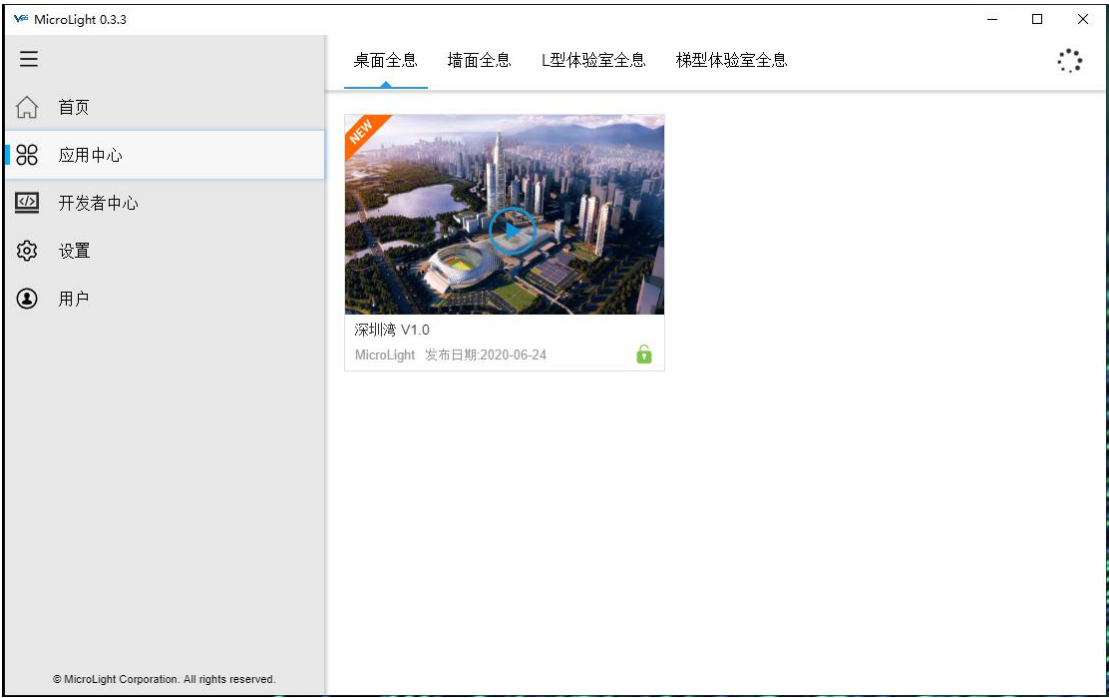 MicroLight 0.3.3
桌面全息 墙面全息 L型体验室全息 梯型体验室全息
首页
应用中心
开发者中心
设置
用户
NEW
深圳湾 V1.0
MicroLight 发布日期:2020-06-24
© MicroLight Corporation. All rights reserved.